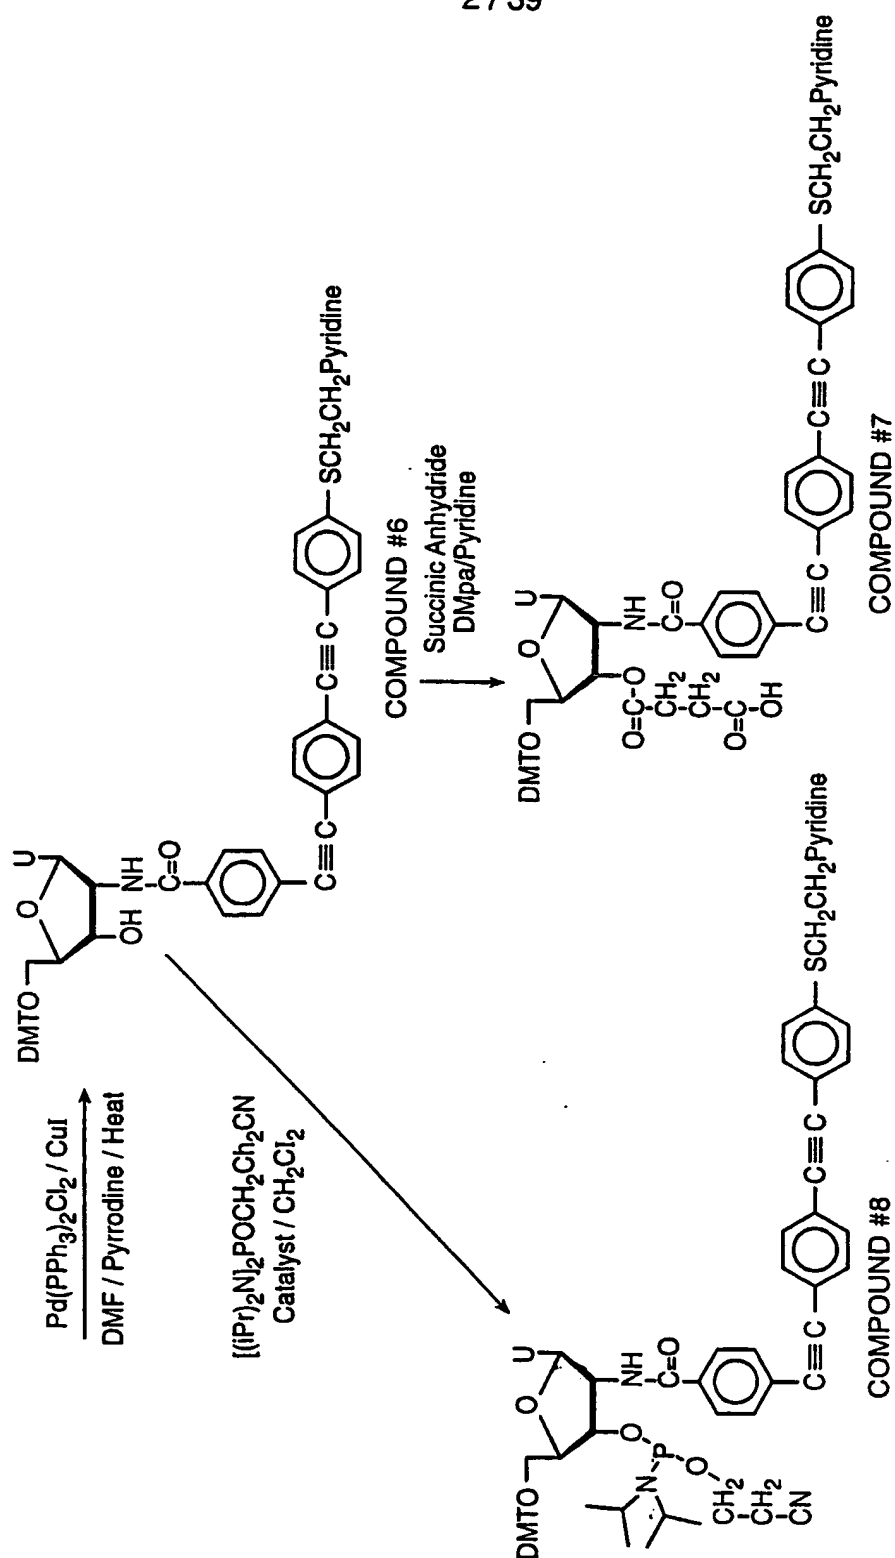 2 / 39
Pd(PPh3)2Cl2 / CuI
DMF / Pyrrodine / Heat
DMTO
O
U
OH
NH
C=O
C≡C
C≡C
SCH2CH2Pyridine
COMPOUND #6
[(iPr)2N]2POCH2Ch2CN
Catalyst / CH2Cl2
Succinic Anhydride
DMpa/Pyridine
DMTO
O
U
O
NH
P
C=O
N
O
CH2
CH2
CN
C≡C
C≡C
SCH2CH2Pyridine
COMPOUND #8
DMTO
O
U
O
NH
O=C
C=O
CH2
CH2
O=C
OH
C≡C
C≡C
SCH2CH2Pyridine
COMPOUND #7